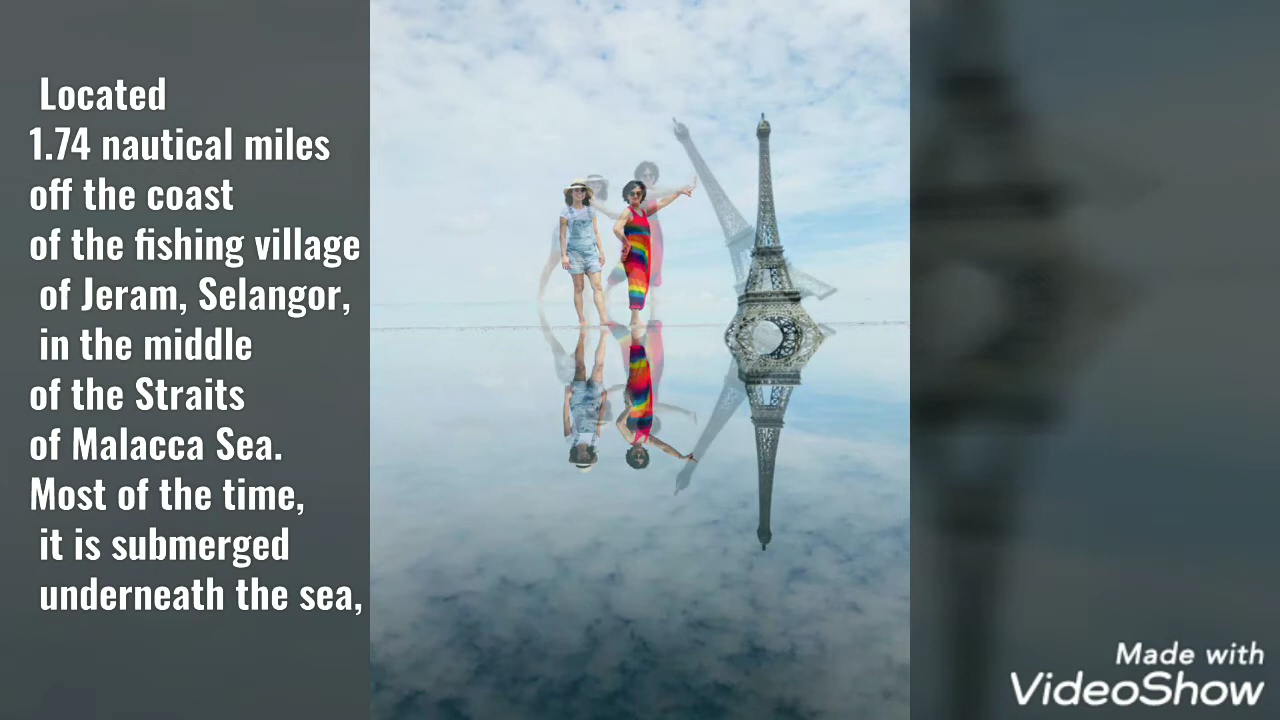 Located
1.74 nautical miles
off the coast
of the fishing village
of Jeram, Selangor,
in the middle
of the Straits
of Malacca Sea.
Most of the time,
it is submerged
underneath the sea,
Made with
VideoShow